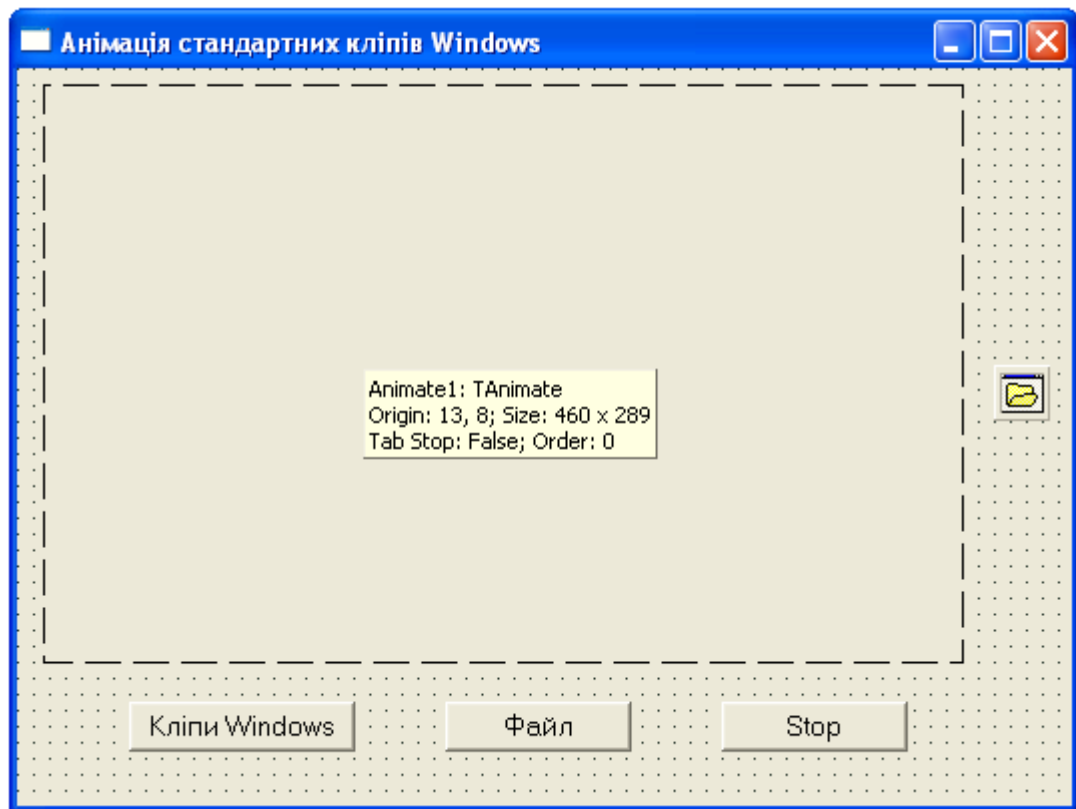 Анімація стандартних кліпів Windows
Animate1: TAnimate
Origin: 13, 8; Size: 460 x 289
Tab Stop: False; Order: 0
Кліпи Windows
Файл
Stop